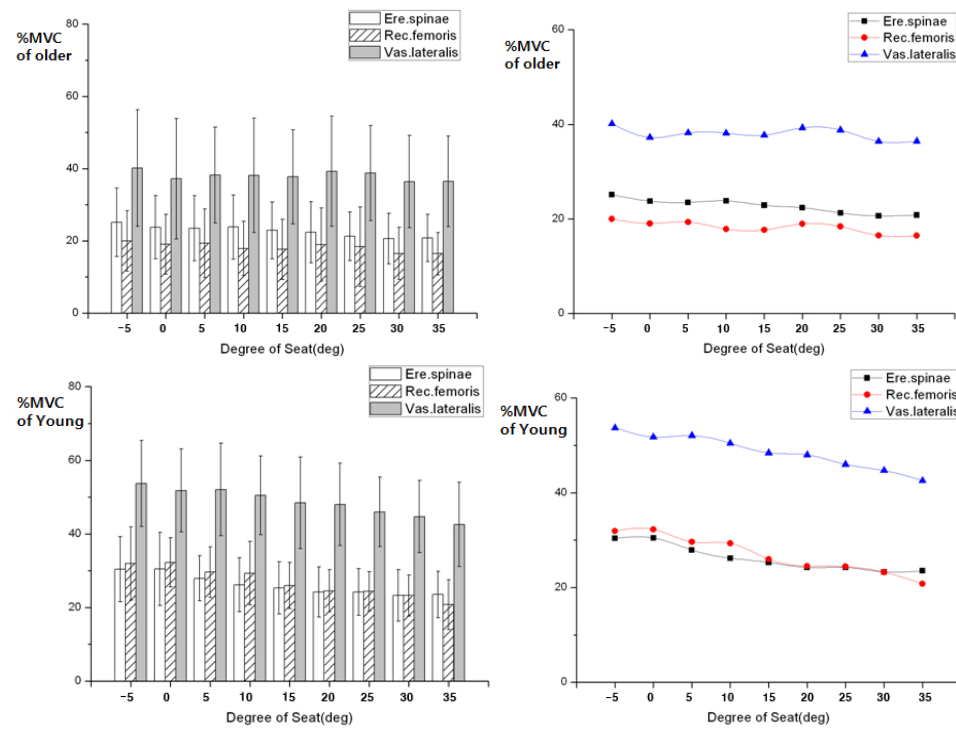 %MVC
of older
80
60
40
20
0
Ere.spinae
Rec.femoris
Vas.lateralis
−5 0 5 10 15 20 25 30 35
Degree of Seat(deg)
%MVC
of older
60
40
20
0
Ere.spinae
Rec.femoris
Vas.lateralis
−5 0 5 10 15 20 25 30 35
Degree of Seat(deg)
%MVC
of Young
80
60
40
20
0
Ere.spinae
Rec.femoris
Vas.lateralis
−5 0 5 10 15 20 25 30 35
Degree of Seat(deg)
%MVC
of Young
60
40
20
0
Ere.spinae
Rec.femoris
Vas.lateralis
−5 0 5 10 15 20 25 30 35
Degree of Seat(deg)